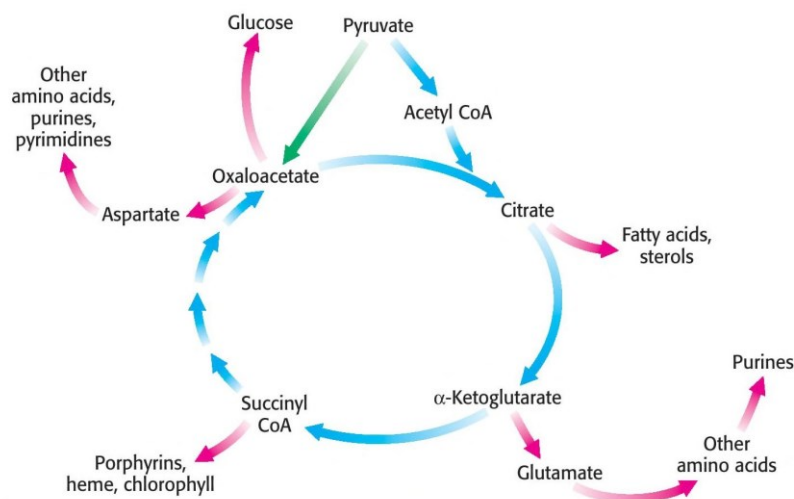 Glucose
Pyruvate
Other
amino acids,
purines,
pyrimidines
Acetyl CoA
Oxaloacetate
Aspartate
Citrate
Fatty acids,
sterols
Purines
Succinyl
CoA
α-Ketoglutarate
Porphyrins,
heme, chlorophyll
Glutamate
Other
amino acids